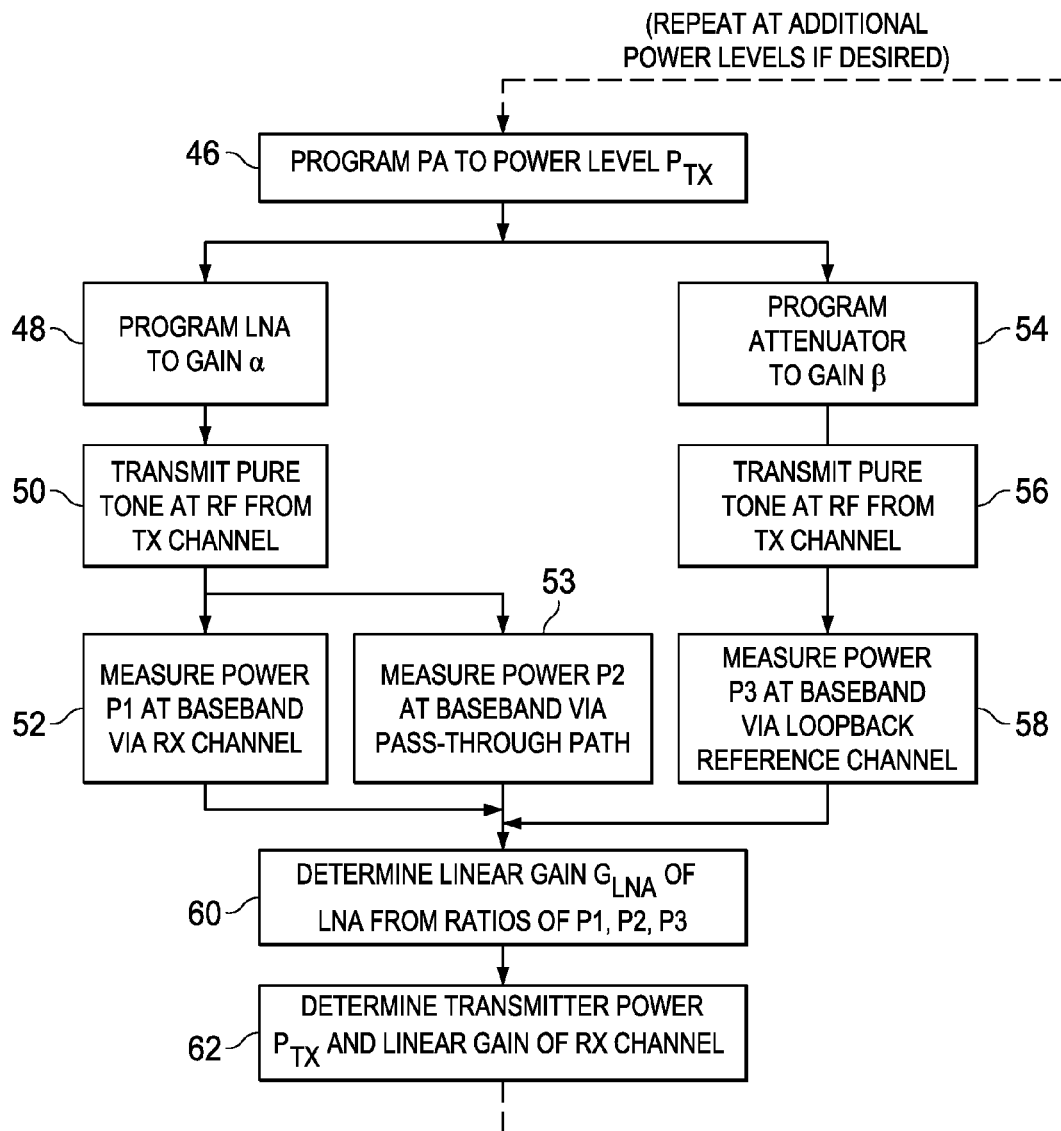 (REPEAT AT ADDITIONAL
POWER LEVELS IF DESIRED)
46
PROGRAM PA TO POWER LEVEL PTX
48
PROGRAM LNA
TO GAIN α
PROGRAM
ATTENUATOR
TO GAIN β
54
50
TRANSMIT PURE
TONE AT RF FROM
TX CHANNEL
TRANSMIT PURE
TONE AT RF FROM
TX CHANNEL
56
52
MEASURE POWER
P1 AT BASEBAND
VIA RX CHANNEL
53
MEASURE POWER P2
AT BASEBAND VIA
PASS-THROUGH PATH
MEASURE POWER
P3 AT BASEBAND
VIA LOOPBACK
REFERENCE CHANNEL
58
60
DETERMINE LINEAR GAIN GLNA OF
LNA FROM RATIOS OF P1, P2, P3
62
DETERMINE TRANSMITTER POWER
PTX AND LINEAR GAIN OF RX CHANNEL